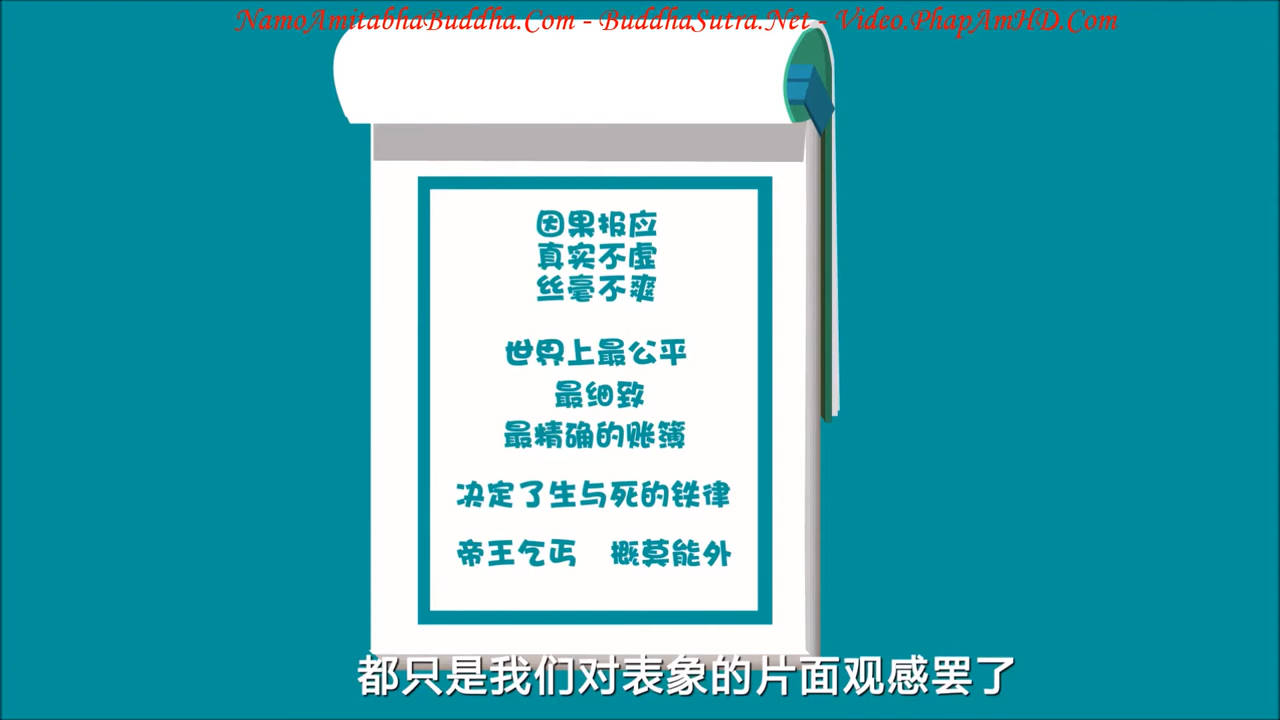 NamoAmitabhaBuddha.Com - BuddhaSutra.Net - Video.PhapAmHD.Com
因果报应
真实不虚
丝毫不爽
世界上最公平
最细致
最精确的账簿
决定了生与死的铁律
帝王乞丐 概莫能外
都只是我们对表象的片面观感罢了